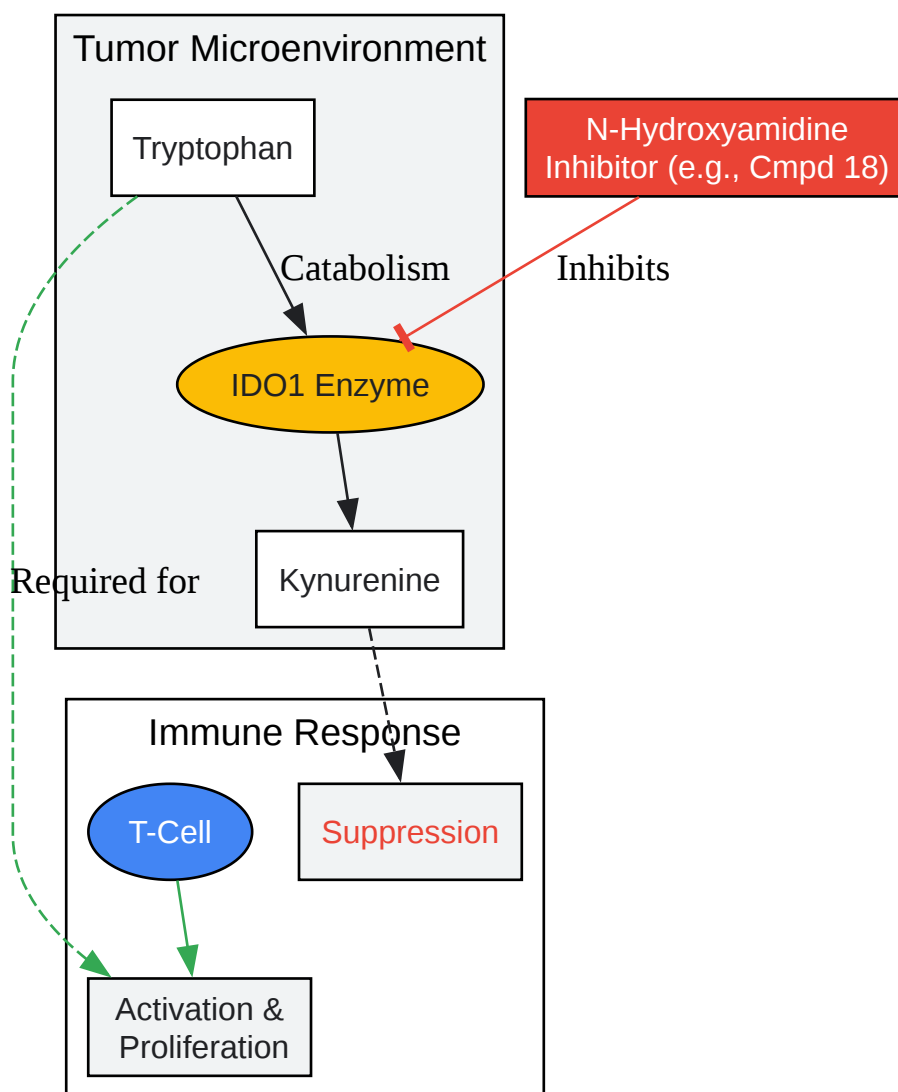 Tumor Microenvironment
Tryptophan
N-Hydroxyamidine
Inhibitor (e.g., Cmpd 18)
Catabolism
Inhibits
IDO1 Enzyme
Required for
Kynurenine
Immune Response
T-Cell
Suppression
Activation &
Proliferation